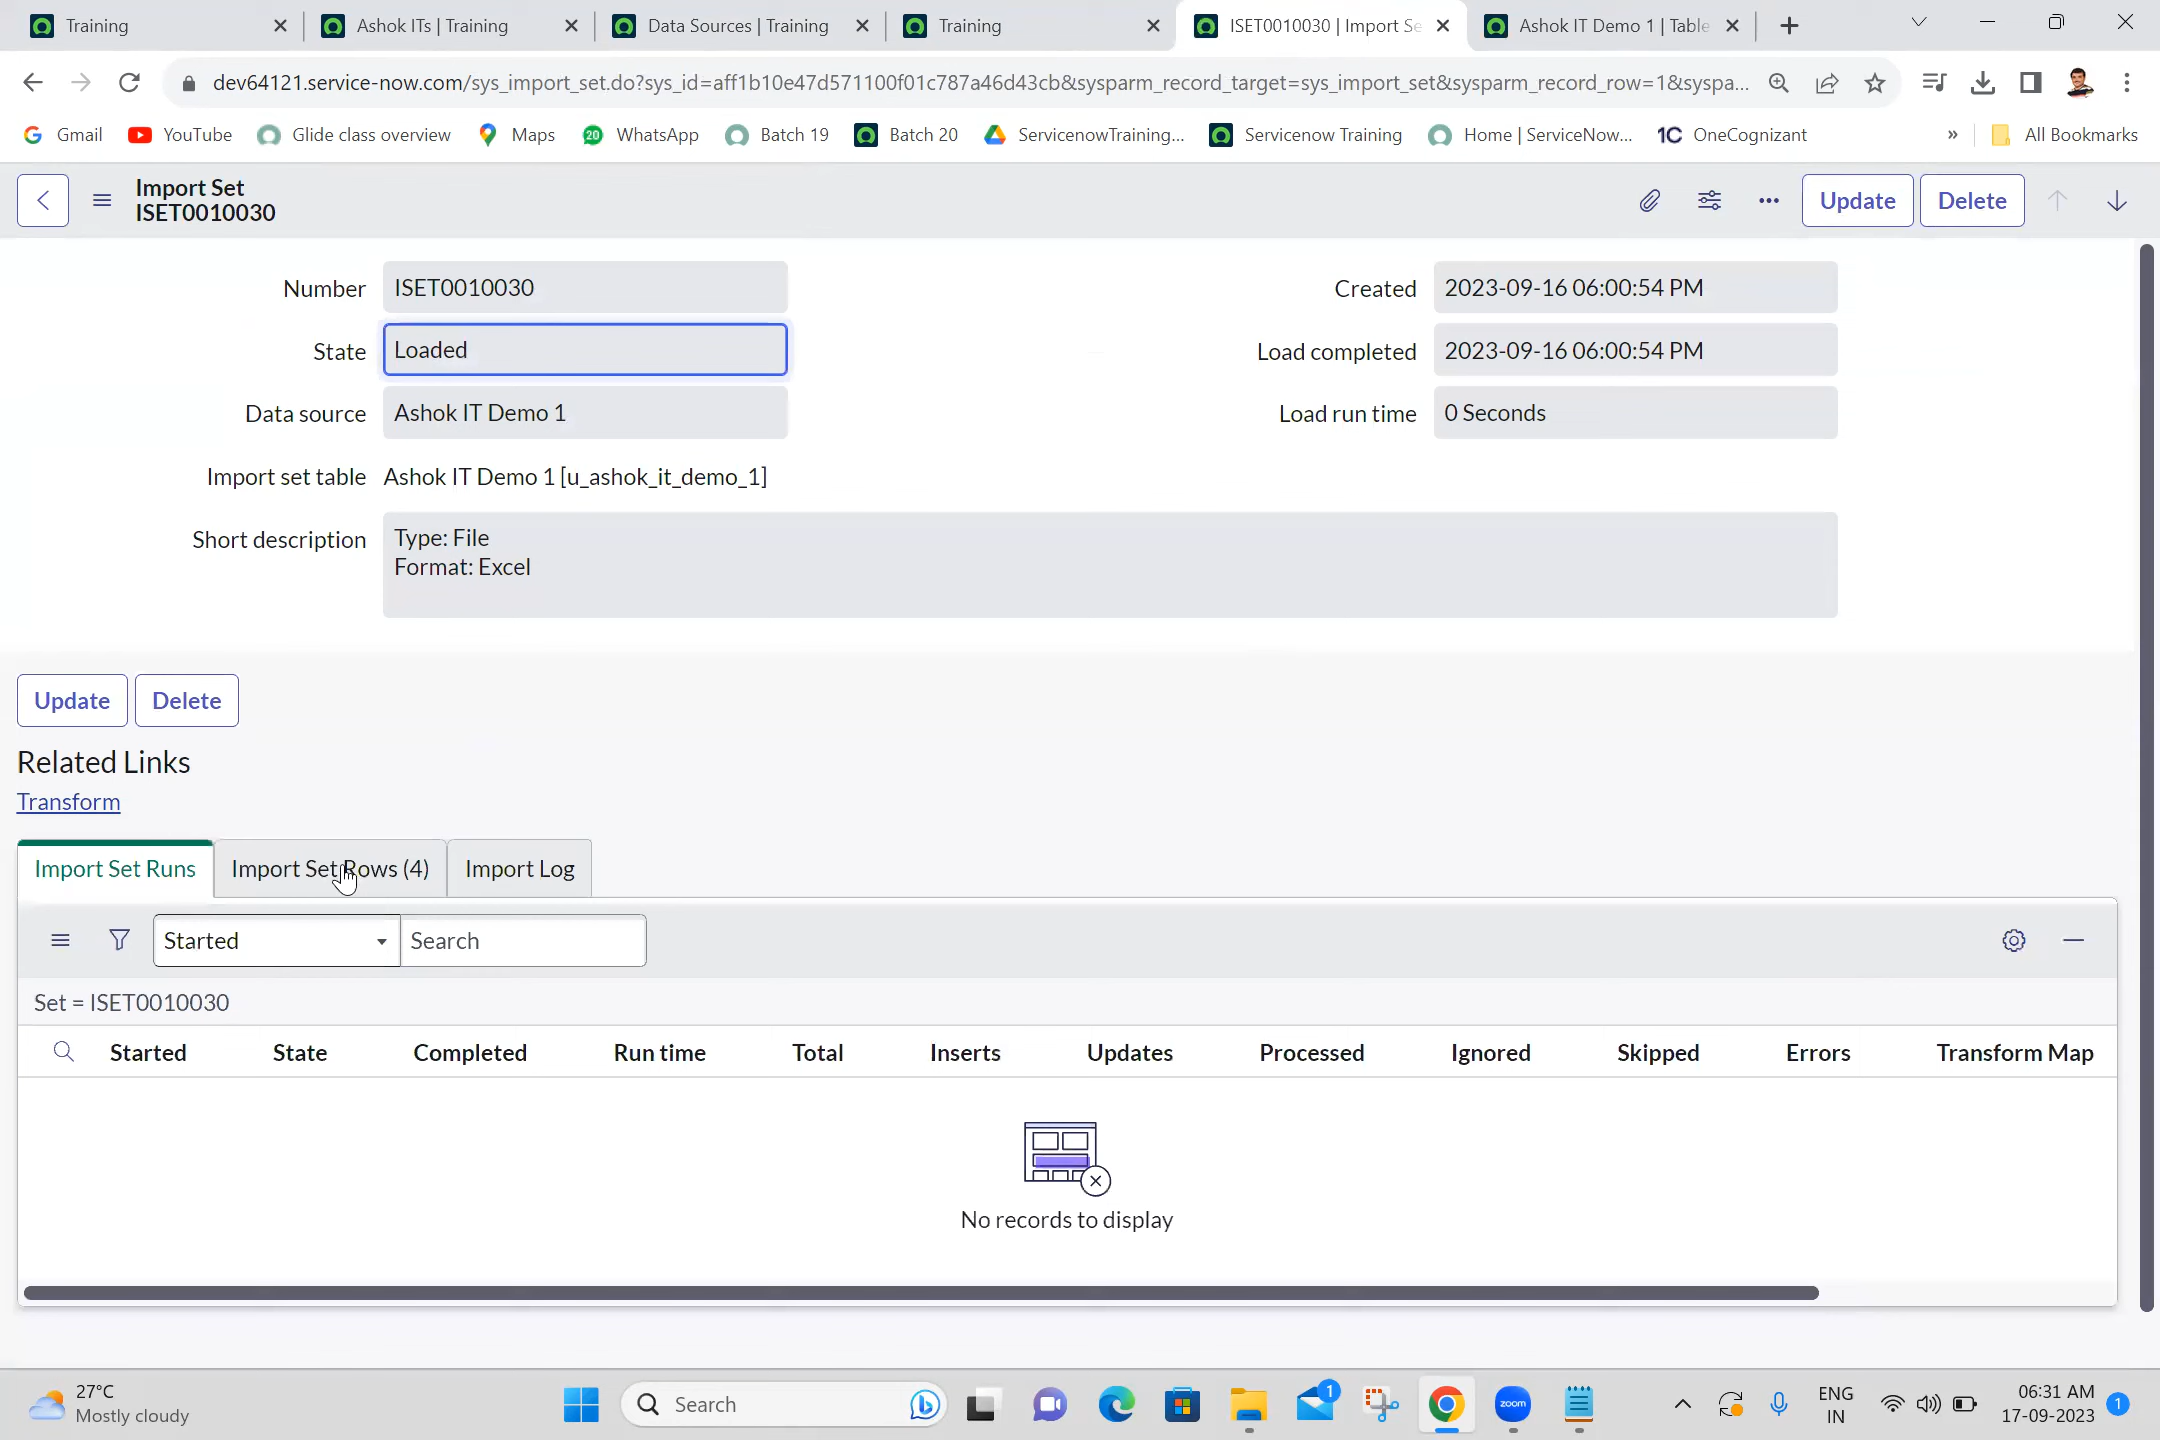 Training
Ashok ITs | Training
Data Sources | Training
Training
ISET0010030 | Import Se
Ashok IT Demo 1 | Table
dev64121.service-now.com/sys_import_set.do?sys_id=aff1b10e47d571100f01c787a46d43cb&sysparm_record_target=sys_import_set&sysparm_record_row=1&syspa...
Gmail
YouTube
Glide class overview
Maps
20
WhatsApp
Batch 19
Batch 20
ServicenowTraining...
Servicenow Training
Home | ServiceNow...
1C OneCognizant
»
All Bookmarks
Import Set
ISET0010030
Update
Delete
Number
ISET0010030
Created
2023-09-16 06:00:54 PM
State
Loaded
Load completed
2023-09-16 06:00:54 PM
Data source
Ashok IT Demo 1
Load run time
0 Seconds
Import set table
Ashok IT Demo 1 [u_ashok_it_demo_1]
Short description
Type: File
Format: Excel
Update
Delete
Related Links
Transform
Import Set Runs
Import Set Rows (4)
Import Log
Started
Search
Set = ISET0010030
Started State Completed Run time Total Inserts Updates Processed Ignored Skipped Errors Transform Map
No records to display
27°C
Mostly cloudy
Search
1
zoom
ENG
IN
06:31 AM
17-09-2023
1